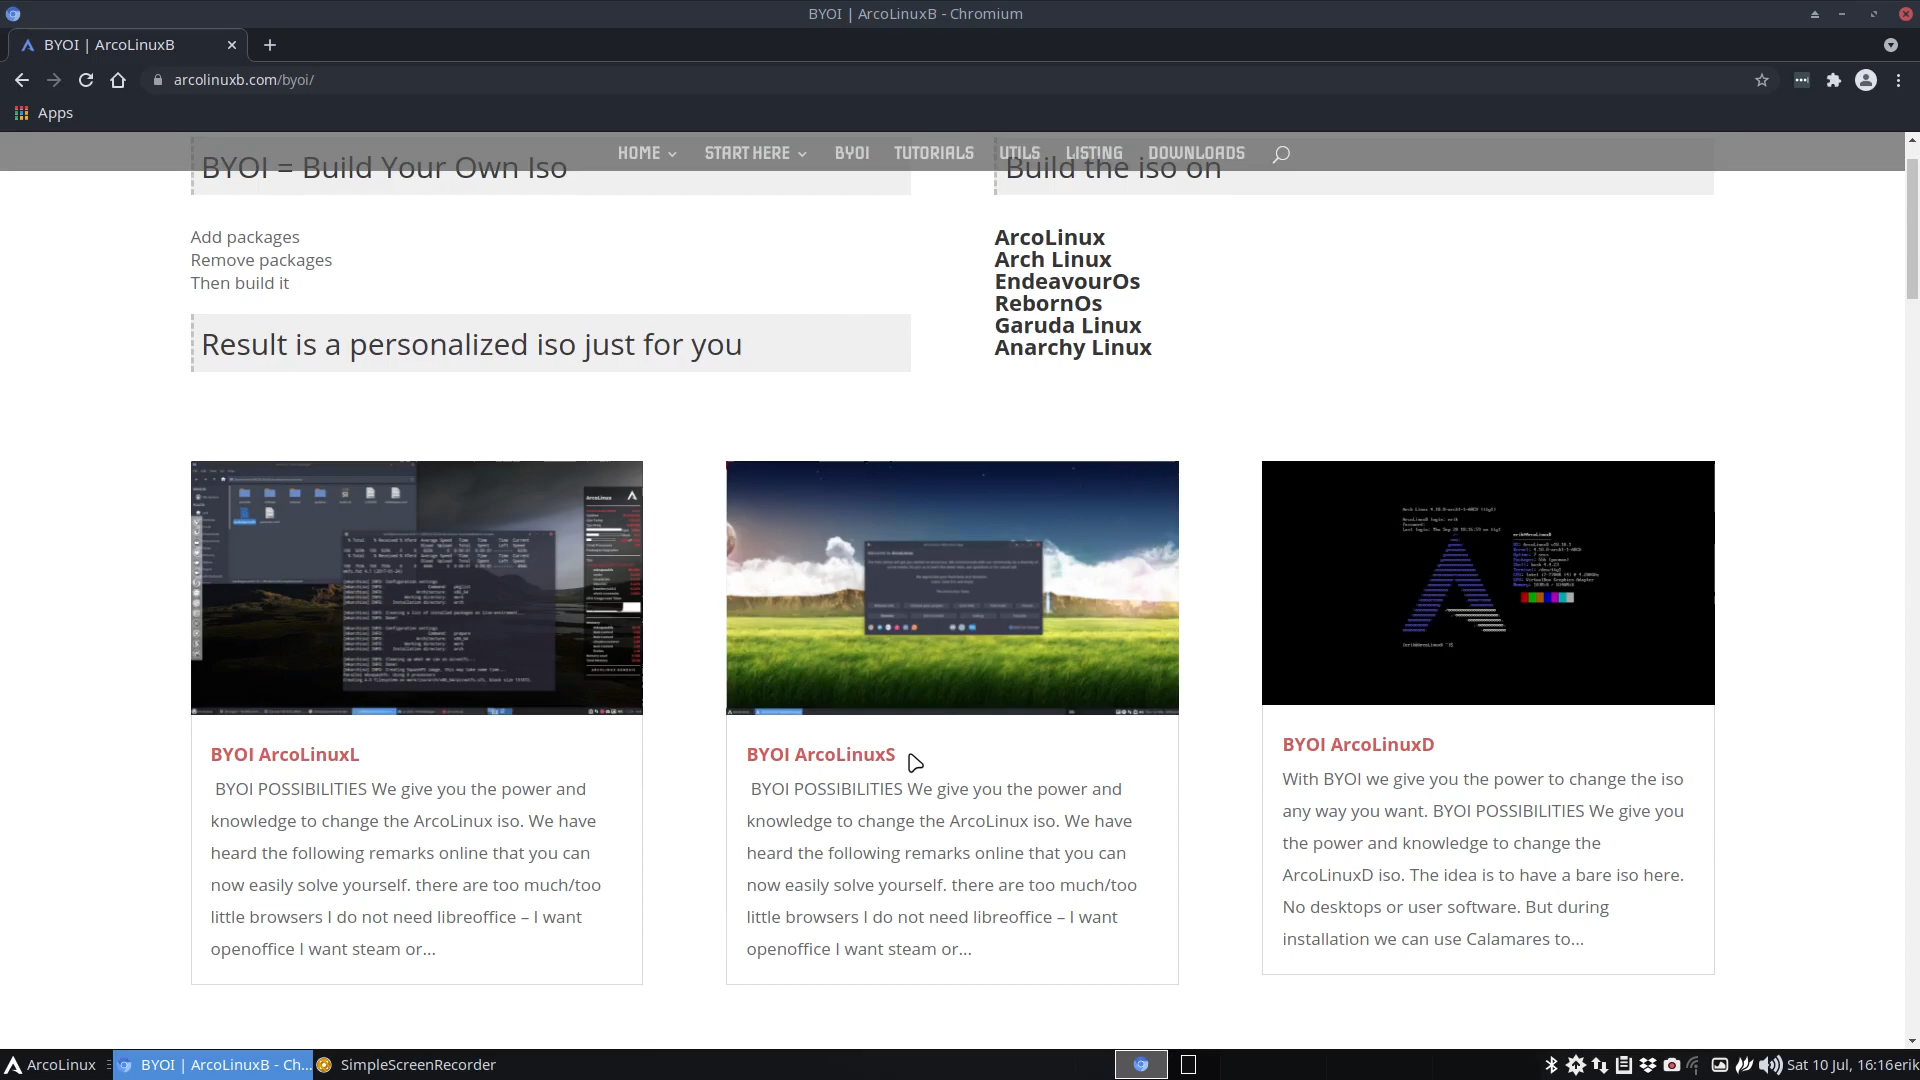 BYOI | ArcoLinuxB - Chromium
BYOI | ArcoLinuxB
arcolinuxb.com/byoi/
Apps
HOME START HERE BYOI TUTORIALS UTILS LISTING DOWNLOADS
BYOI = Build Your Own Iso
Add packages
Remove packages
Then build it
Result is a personalized iso just for you
Build the iso on
ArcoLinux
Arch Linux
EndeavourOs
RebornOs
Garuda Linux
Anarchy Linux
BYOI ArcoLinuxL
BYOI POSSIBILITIES We give you the power and
knowledge to change the ArcoLinux iso. We have
heard the following remarks online that you can
now easily solve yourself. there are too much/too
little browsers I do not need libreoffice – I want
openoffice I want steam or...
BYOI ArcoLinuxS
BYOI POSSIBILITIES We give you the power and
knowledge to change the ArcoLinux iso. We have
heard the following remarks online that you can
now easily solve yourself. there are too much/too
little browsers I do not need libreoffice – I want
openoffice I want steam or...
BYOI ArcoLinuxD
With BYOI we give you the power to change the iso
any way you want. BYOI POSSIBILITIES We give you
the power and knowledge to change the
ArcoLinuxD iso. The idea is to have a bare iso here.
No desktops or user software. But during
installation we can use Calamares to...
ArcoLinux
BYOI | ArcoLinuxB - Ch...
SimpleScreenRecorder
Sat 10 Jul, 16:16erik